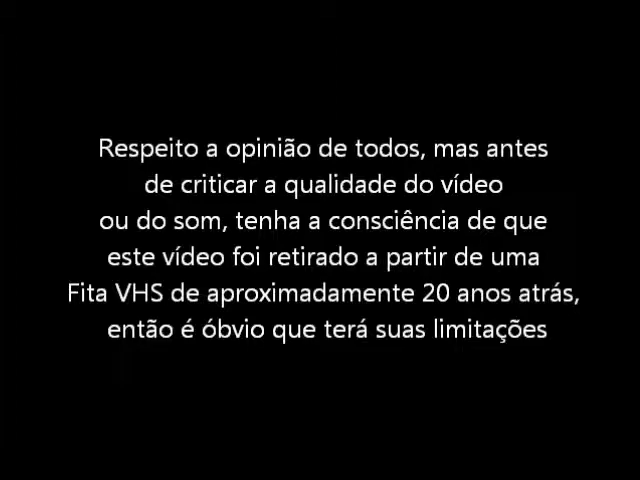 Respeito a opinião de todos, mas antes
de criticar a qualidade do vídeo
ou do som, tenha a consciência de que
este vídeo foi retirado a partir de uma
Fita VHS de aproximadamente 20 anos atrás,
então é óbvio que terá suas limitações